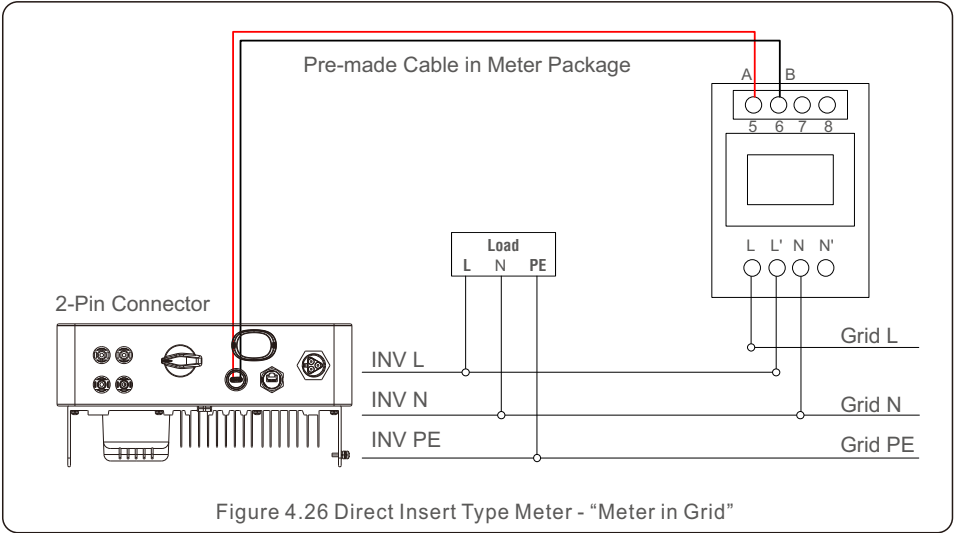 Pre-made Cable in Meter Package
A B
5 6 7 8
Load
L N PE
L L' N N'
2-Pin Connector
Grid L
INV L
INV N
Grid N
INV PE
Grid PE
Figure 4.26 Direct Insert Type Meter - “Meter in Grid”